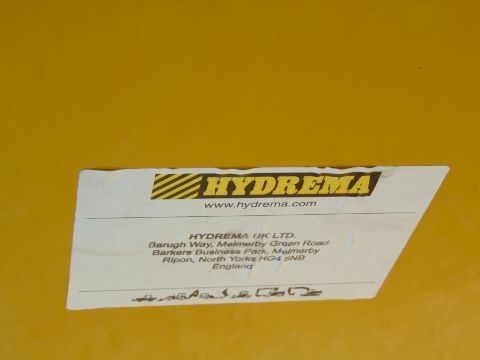 HYDREMA
www.hydrema.com
HYDREMA UK LTD.
Barugh Way, Melmerby Green Road
Barkers Business Park, Melmerby
Ripon, North Yorks HG4 5NB
England